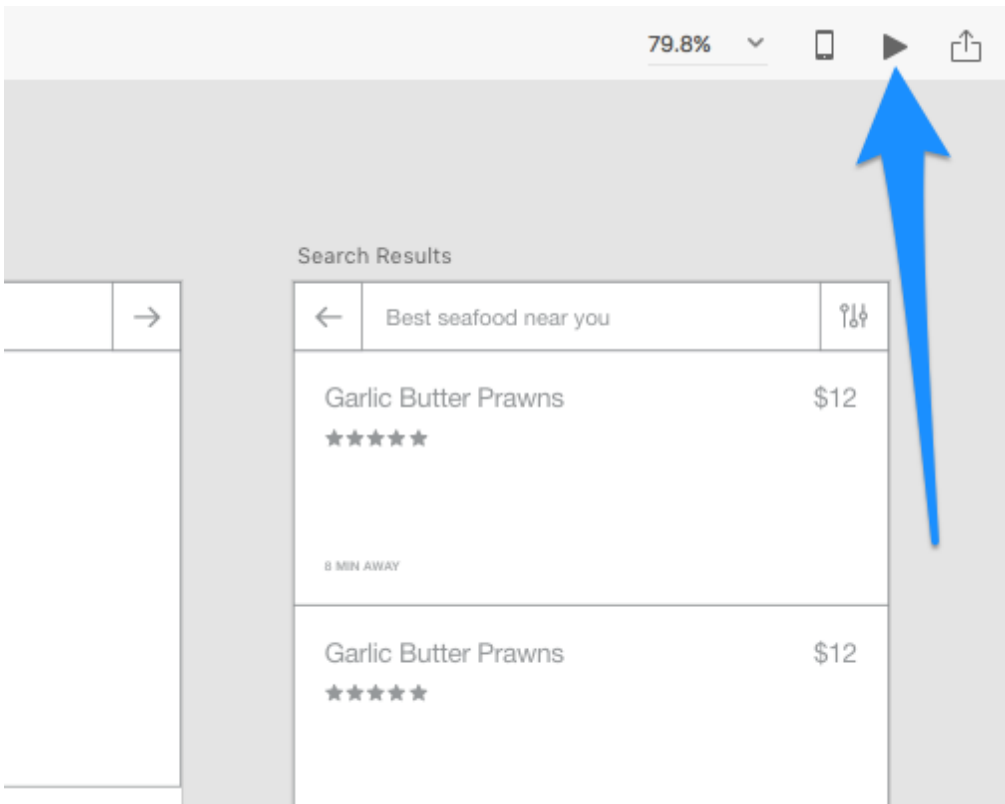 79.8%
Search Results
Best seafood near you
Garlic Butter Prawns $12
8 MIN AWAY
Garlic Butter Prawns $12